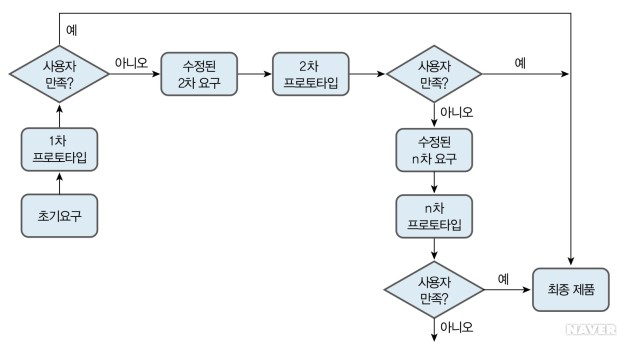 예
사용자
만족?
아니오
수정된
2차 요구
2차
프로토타입
사용자
만족?
예
아니오
1차
프로토타입
수정된
n차 요구
초기요구
n차
프로토타입
사용자
만족?
예
최종 제품
아니오
NAVER